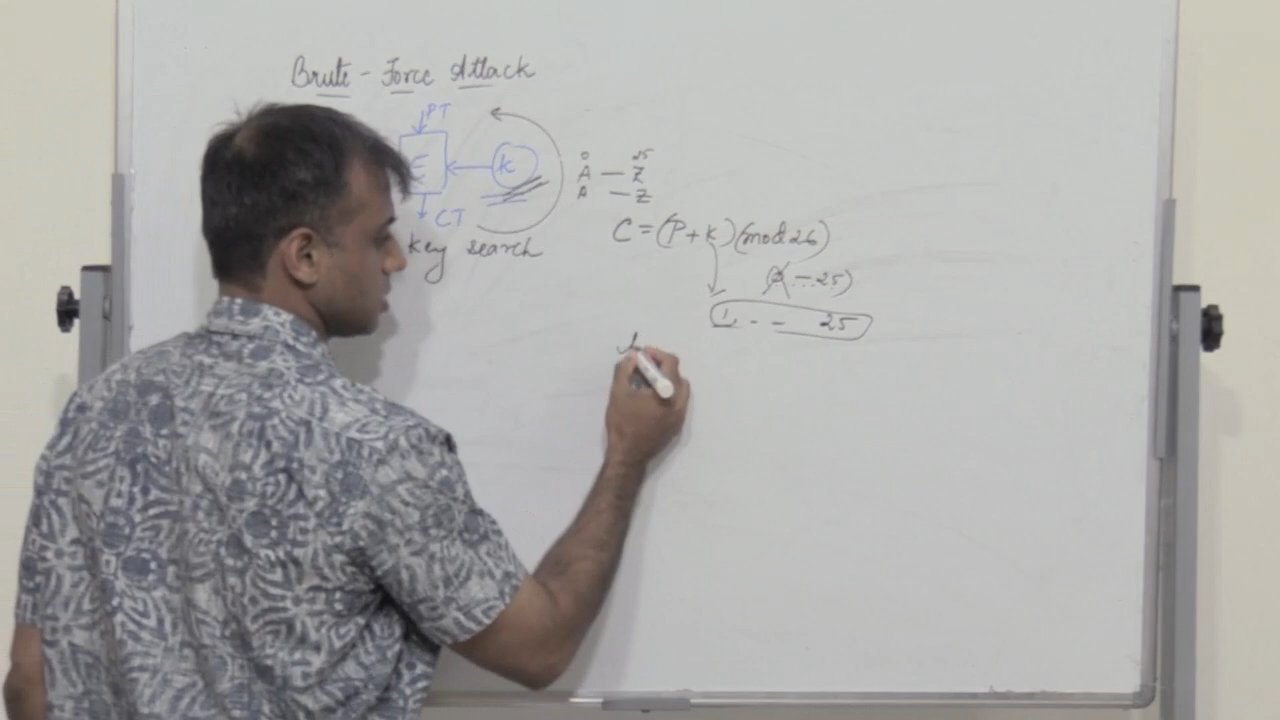 Brute-Force Attack
PT
E
K
CT
key search
0 25
A — Z
A — Z
C = (P + K) (mod 26)
(0 -...25)
1 - - 25